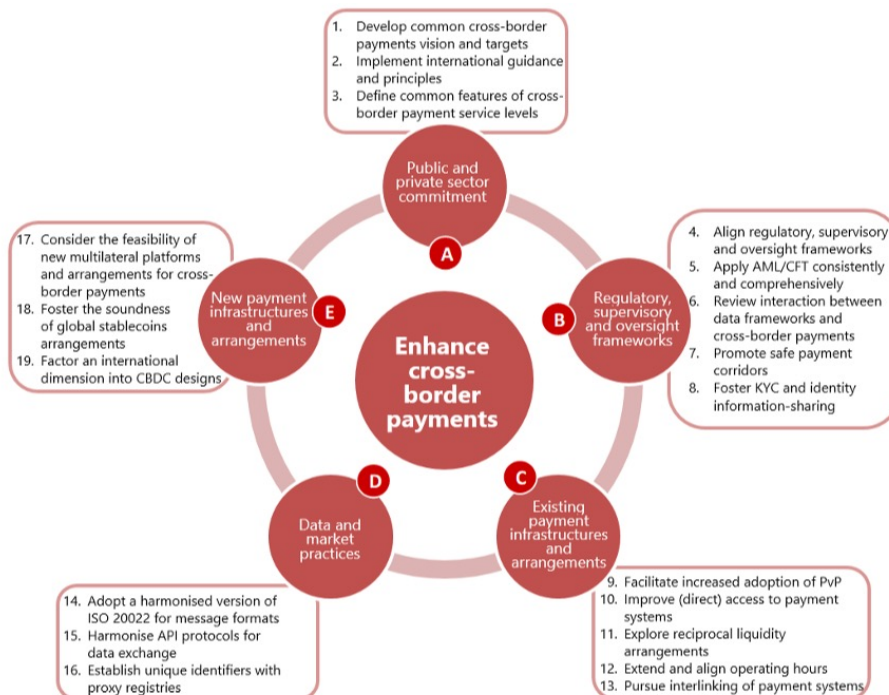 1. Develop common cross-border
payments vision and targets
2. Implement international guidance
and principles
3. Define common features of cross-
border payment service levels
Public and
private sector
commitment
A
17. Consider the feasibility of
new multilateral platforms
and arrangements for cross-
border payments
18. Foster the soundness
of global stablecoins
arrangements
19. Factor an international
dimension into CBDC designs
New payment
infrastructures
and
arrangements
E
4. Align regulatory, supervisory
and oversight frameworks
5. Apply AML/CFT consistently and
comprehensively
6. Review interaction between
data frameworks and
cross-border payments
7. Promote safe payment
corridors
8. Foster KYC and identity
information-sharing
B
Regulatory,
supervisory
and oversight
frameworks
Enhance
cross-
border
payments
D
Data and
market
practices
C
Existing
payment
infrastructures
and
arrangements
14. Adopt a harmonised version of
ISO 20022 for message formats
15. Harmonise API protocols for
data exchange
16. Establish unique identifiers with
proxy registries
9. Facilitate increased adoption of PvP
10. Improve (direct) access to payment
systems
11. Explore reciprocal liquidity
arrangements
12. Extend and align operating hours
13. Pursue interlinking of payment systems